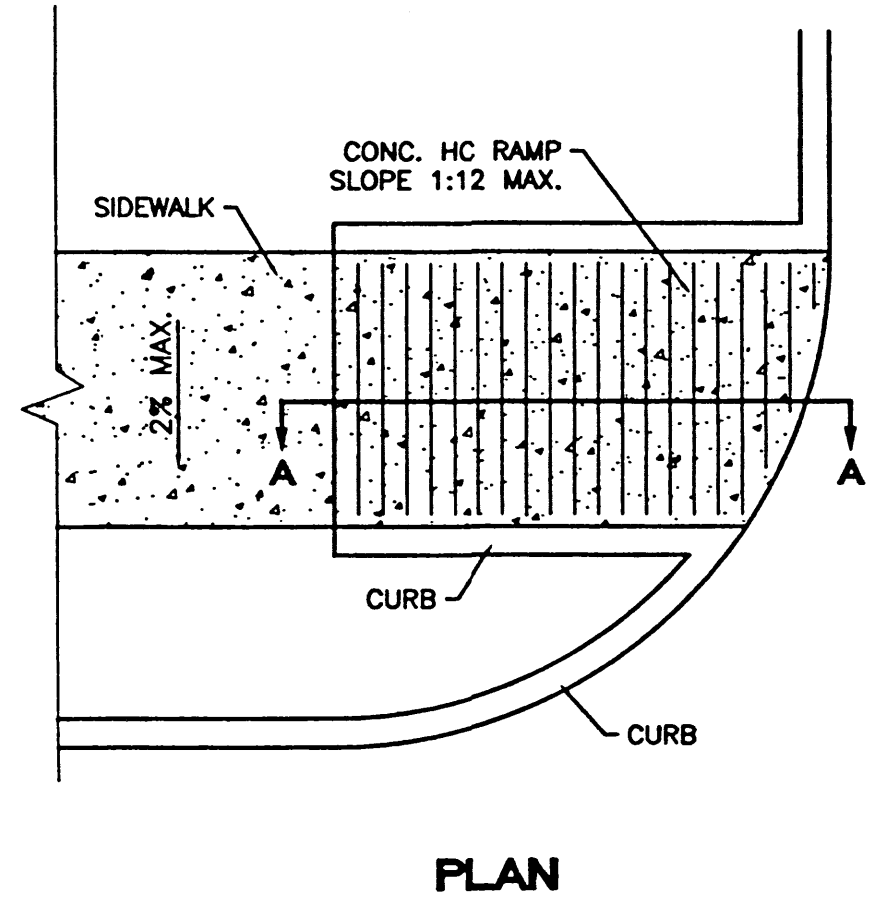 CONC. HC RAMP
SLOPE 1:12 MAX.
SIDEWALK
2% MAX.
A
A
CURB
CURB
PLAN